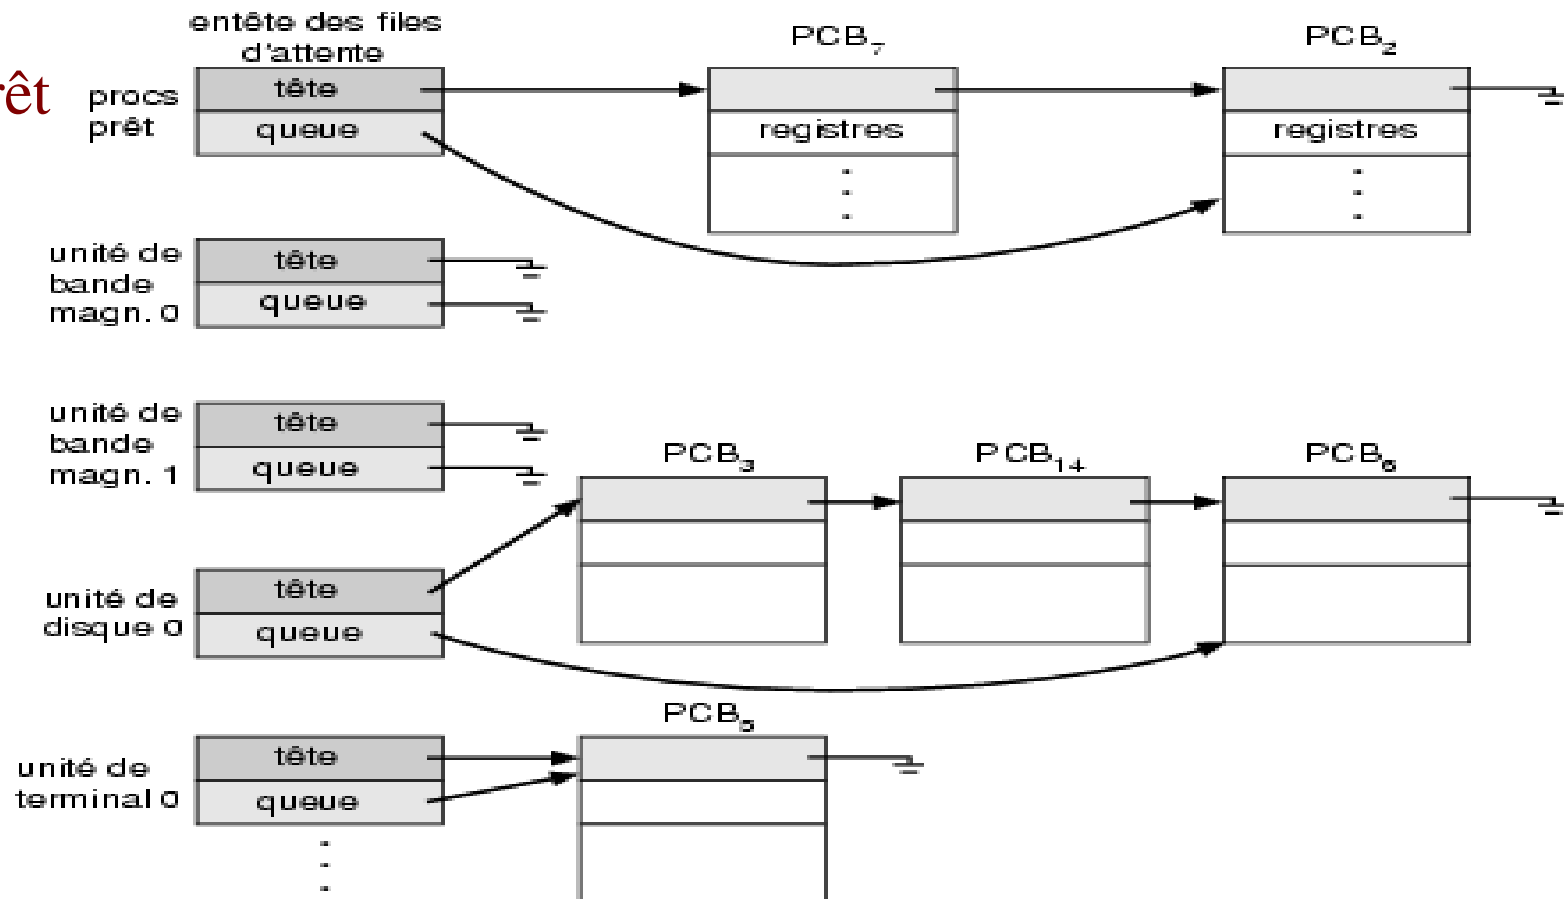 entête des files
d'attente
PCB7
PCB2
rêt
procs
prêt
tête
queue
registres
registres
unité de
bande
magn. 0
tête
queue
unité de
bande
magn. 1
tête
queue
PCB3
PCB14
PCB6
unité de
disque 0
tête
queue
PCB5
unité de
terminal 0
tête
queue